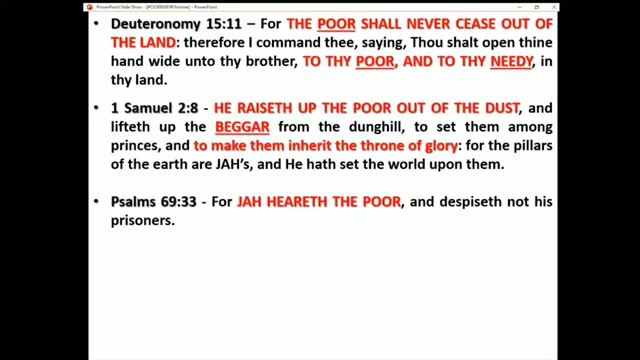 PowerPoint Slide Show - [POORINSPIRITonline] - PowerPoint
• Deuteronomy 15:11 – For THE POOR SHALL NEVER CEASE OUT OF
THE LAND: therefore I command thee, saying, Thou shalt open thine
hand wide unto thy brother, TO THY POOR, AND TO THY NEEDY, in
thy land.
• 1 Samuel 2:8 - HE RAISETH UP THE POOR OUT OF THE DUST, and
lifteth up the BEGGAR from the dunghill, to set them among
princes, and to make them inherit the throne of glory: for the pillars
of the earth are JAH's, and He hath set the world upon them.
• Psalms 69:33 - For JAH HEARETH THE POOR, and despiseth not his
prisoners.